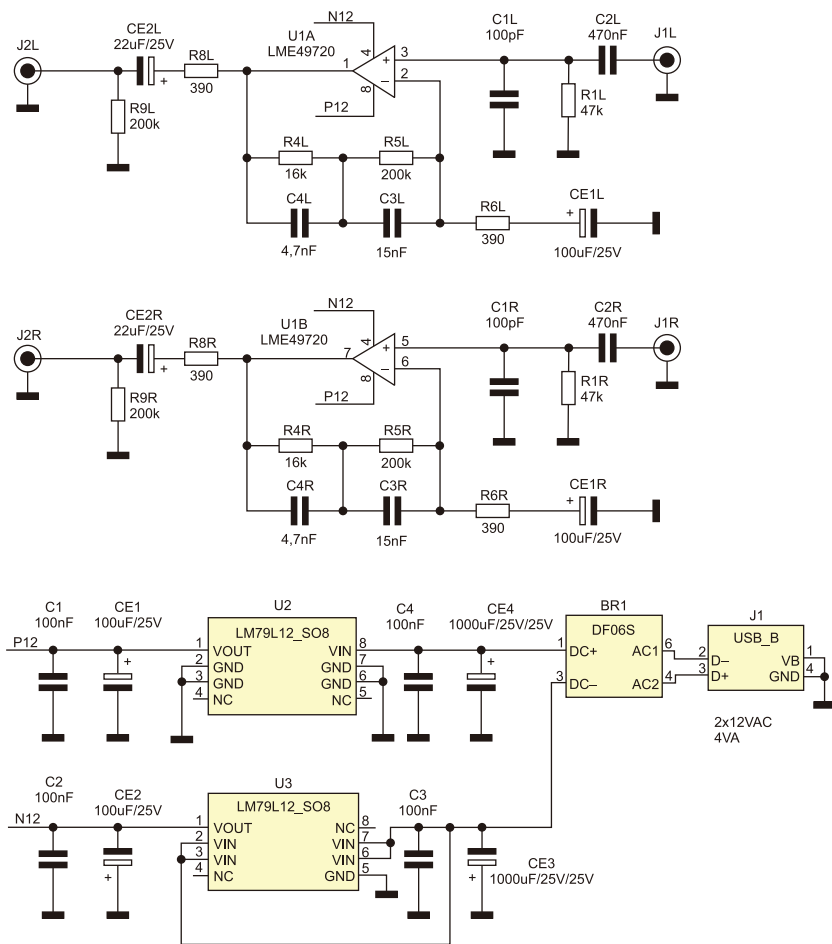 N12
U1A
LME49720
CE2L
22uF/25V
J2L
R8L
390
1
4
3
2
8
+
–
P12
C1L
100pF
C2L
470nF
J1L
R1L
47k
R9L
200k
+
R4L
16k
R5L
200k
C4L
4,7nF
C3L
15nF
R6L
390
CE1L
+
100uF/25V
N12
U1B
LME49720
CE2R
22uF/25V
J2R
R8R
390
7
4
5
6
8
+
–
P12
C1R
100pF
C2R
470nF
J1R
R1R
47k
R9R
200k
+
R4R
16k
R5R
200k
C4R
4,7nF
C3R
15nF
R6R
390
CE1R
+
100uF/25V
P12
C1
100nF
CE1
100uF/25V
+
U2
LM79L12_SO8
1 VOUT VIN 8
2 GND GND 7
3 GND GND 6
4 NC NC 5
C4
100nF
CE4
1000uF/25V/25V
+
BR1
DF06S
1 DC+ AC1 6
3 DC– AC2 4
J1
USB_B
2 D– VB 1
3 D+ GND 4
2x12VAC
4VA
N12
C2
100nF
CE2
100uF/25V
+
U3
LM79L12_SO8
1 VOUT NC 8
2 VIN VIN 7
3 VIN VIN 6
4 NC GND 5
C3
100nF
CE3
1000uF/25V/25V
+